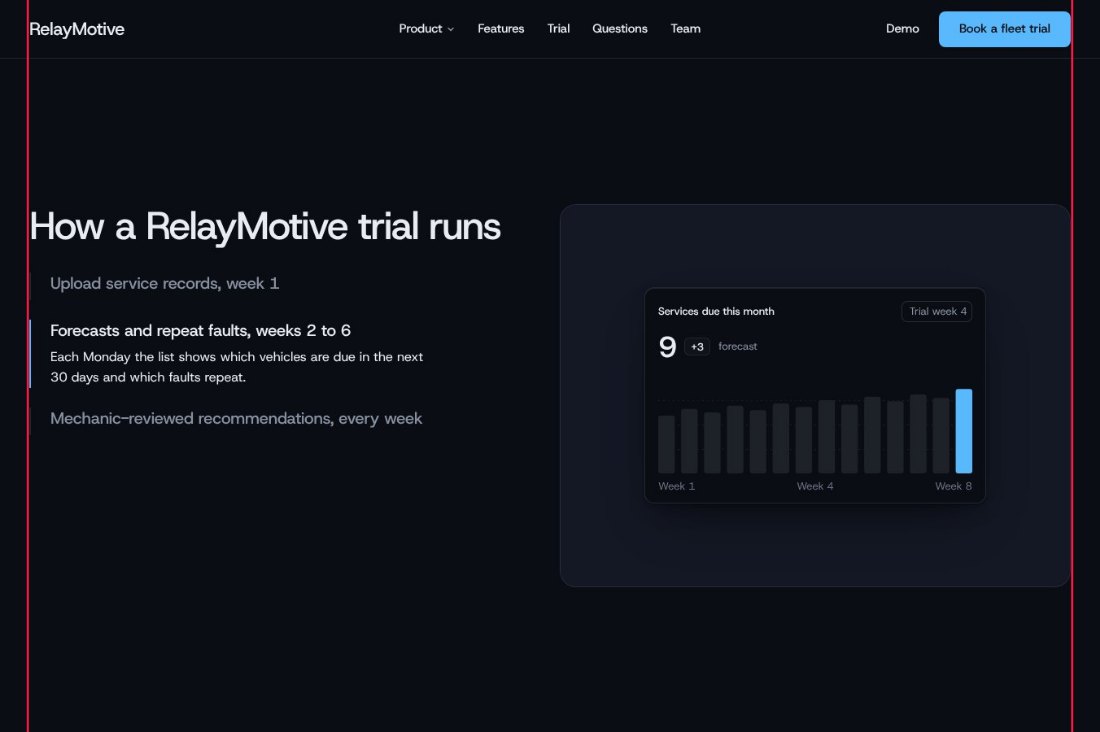 RelayMotive
Product
Features
Trial
Questions
Team
Demo
Book a fleet trial
How a RelayMotive trial runs
Upload service records, week 1
Forecasts and repeat faults, weeks 2 to 6
Each Monday the list shows which vehicles are due in the next
30 days and which faults repeat.
Mechanic-reviewed recommendations, every week
Services due this month
Trial week 4
9
+3
forecast
Week 1
Week 4
Week 8